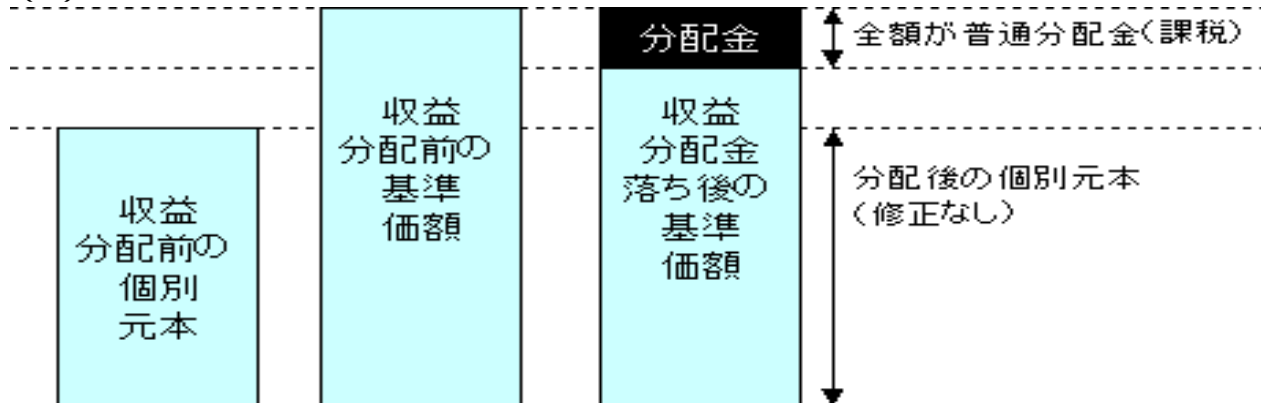 収益
分配前の
個別
元本
収益
分配前の
基準
価額
分配金
収益
分配金
落ち後の
基準
価額
全額が普通分配金(課税)
分配後の個別元本
(修正なし)